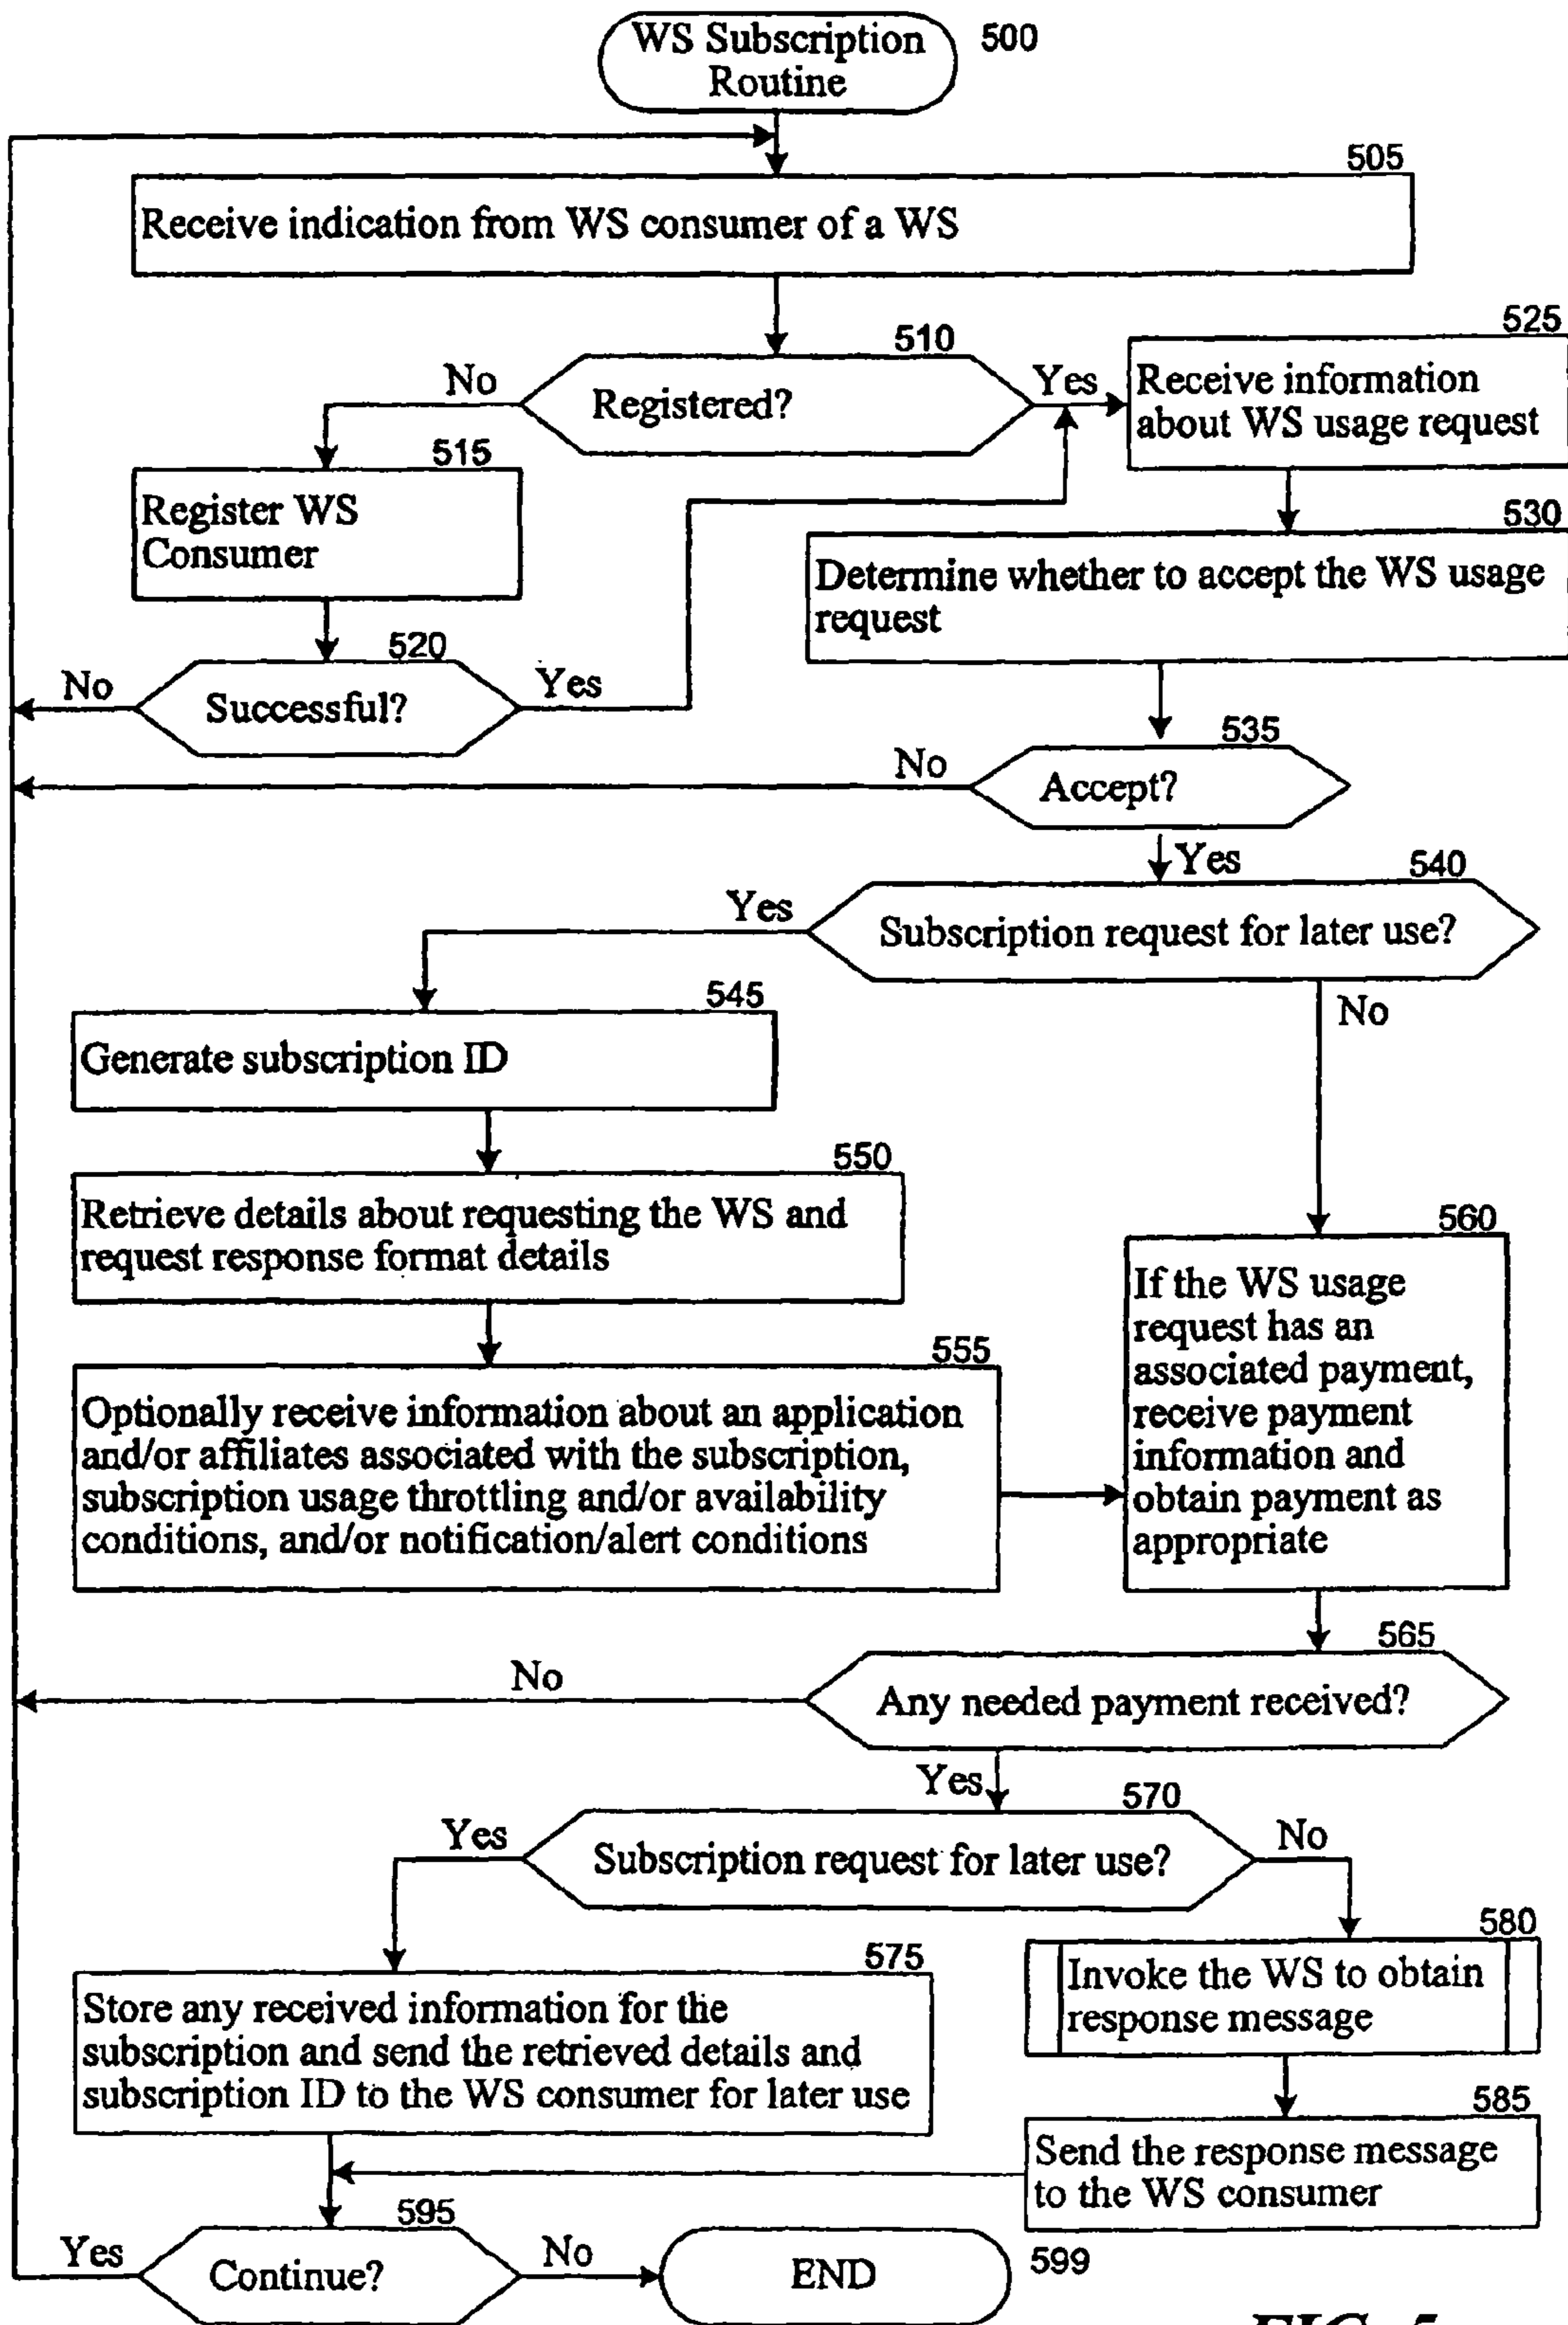 WS Subscription
Routine
500
505
Receive indication from WS consumer of a WS
510
Registered?
No
Yes
525
Receive information
about WS usage request
515
Register WS
Consumer
530
Determine whether to accept the WS usage
request
520
Successful?
No
Yes
535
Accept?
No
Yes
540
Subscription request for later use?
Yes
No
545
Generate subscription ID
550
Retrieve details about requesting the WS and
request response format details
555
Optionally receive information about an application
and/or affiliates associated with the subscription,
subscription usage throttling and/or availability
conditions, and/or notification/alert conditions
560
If the WS usage
request has an
associated payment,
receive payment
information and
obtain payment as
appropriate
565
Any needed payment received?
No
Yes
570
Subscription request for later use?
Yes
No
575
Store any received information for the
subscription and send the retrieved details and
subscription ID to the WS consumer for later use
580
Invoke the WS to obtain
response message
585
Send the response message
to the WS consumer
595
Continue?
Yes
No
END
599